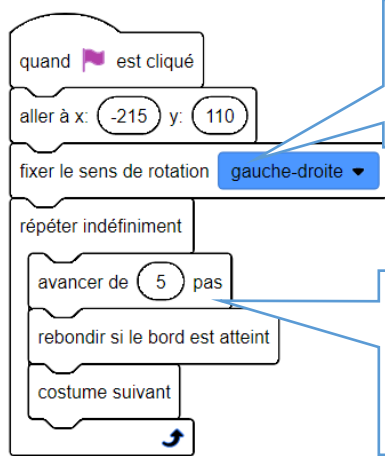 quand est cliqué
aller à x: -215 y: 110
fixer le sens de rotation gauche-droite
répéter indéfiniment
avancer de 5 pas
rebondir si le bord est atteint
costume suivant